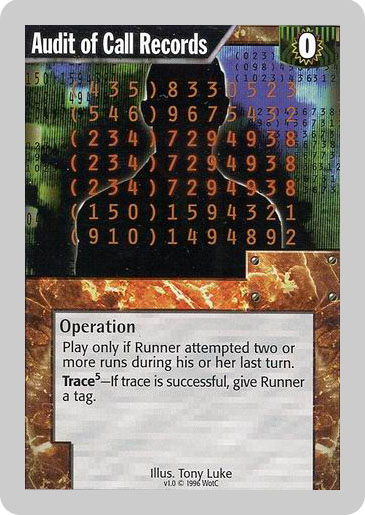 Audit of Call Records
0
(435)8330523
(546)9675432
(234)7294938
(234)7294938
(234)7294938
(150)1594321
(910)1494892
Operation
Play only if Runner attempted two or
more runs during his or her last turn.
Trace⁵—If trace is successful, give Runner
a tag.
Illus. Tony Luke
v1.0 © 1996 WotC